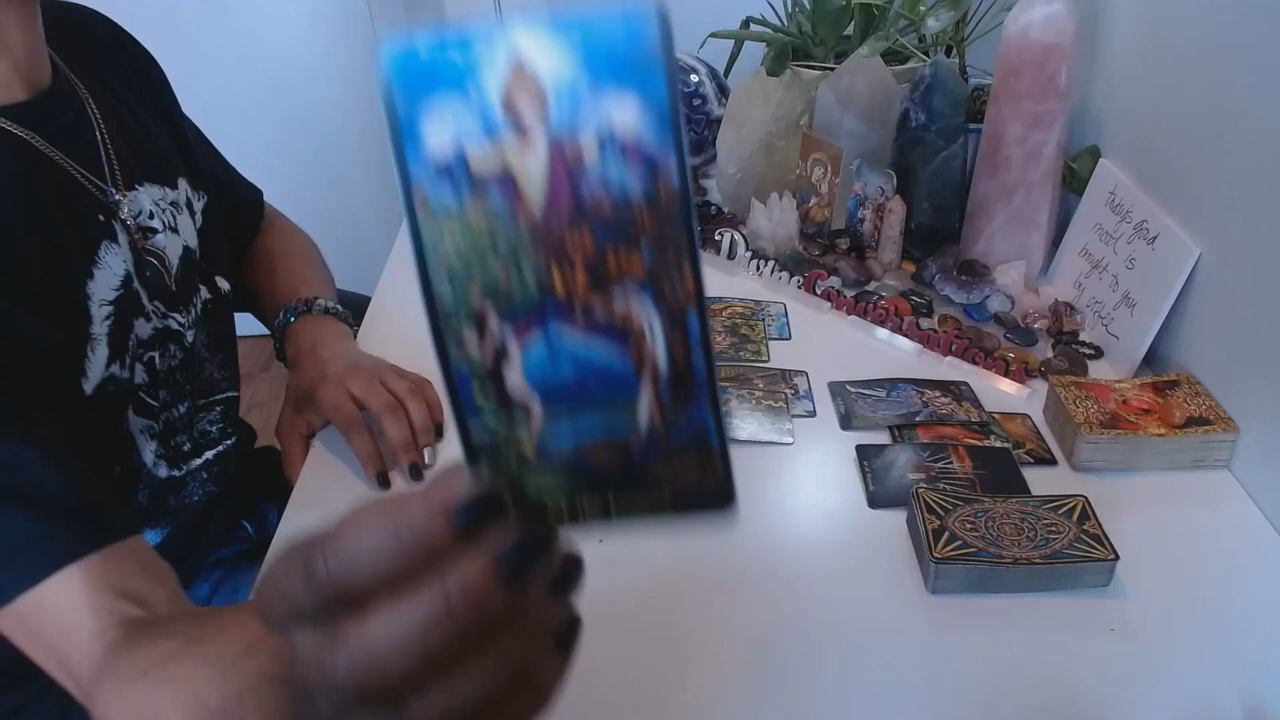 Divine Conversations
today's good
mood is
brought to you
by coffee